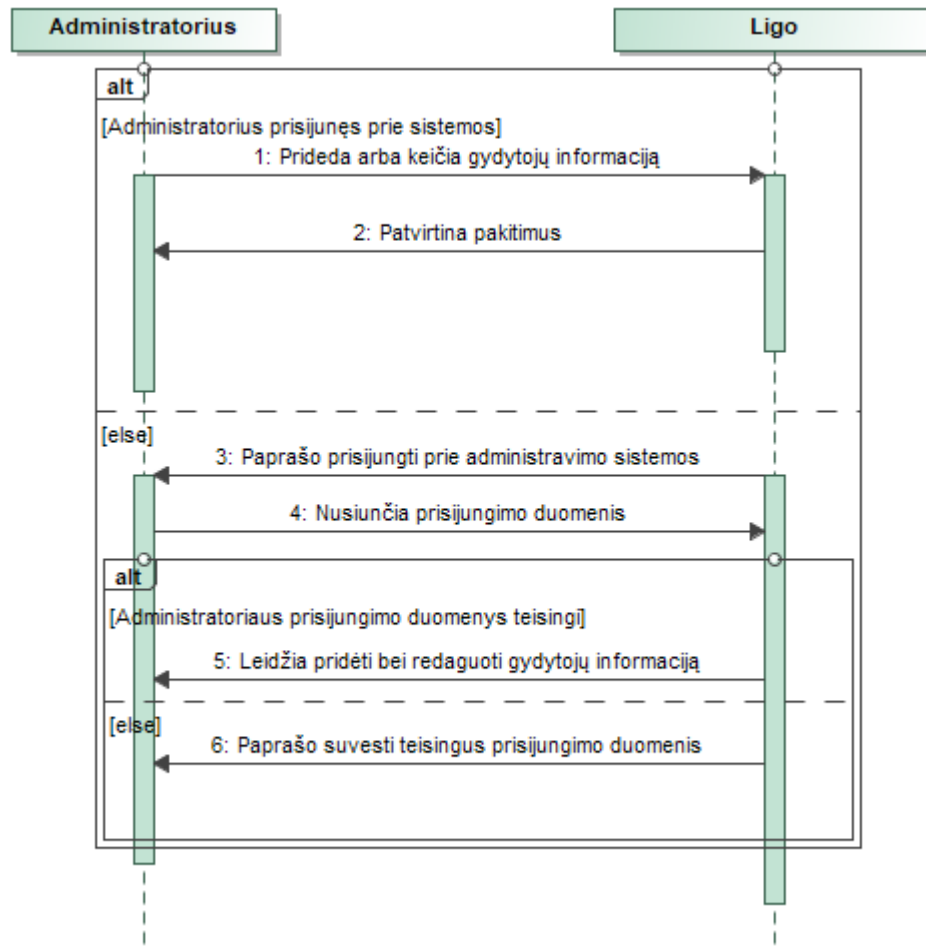 Administratorius
Ligo
alt
[Administratorius prisijunęs prie sistemos]
1: Prideda arba keičia gydytojų informaciją
2: Patvirtina pakitimus
[else]
3: Paprašo prisijungti prie administravimo sistemos
4: Nusiunčia prisijungimo duomenis
alt
[Administratoriaus prisijungimo duomenys teisingi]
5: Leidžia pridėti bei redaguoti gydytojų informaciją
[else]
6: Paprašo suvesti teisingus prisijungimo duomenis